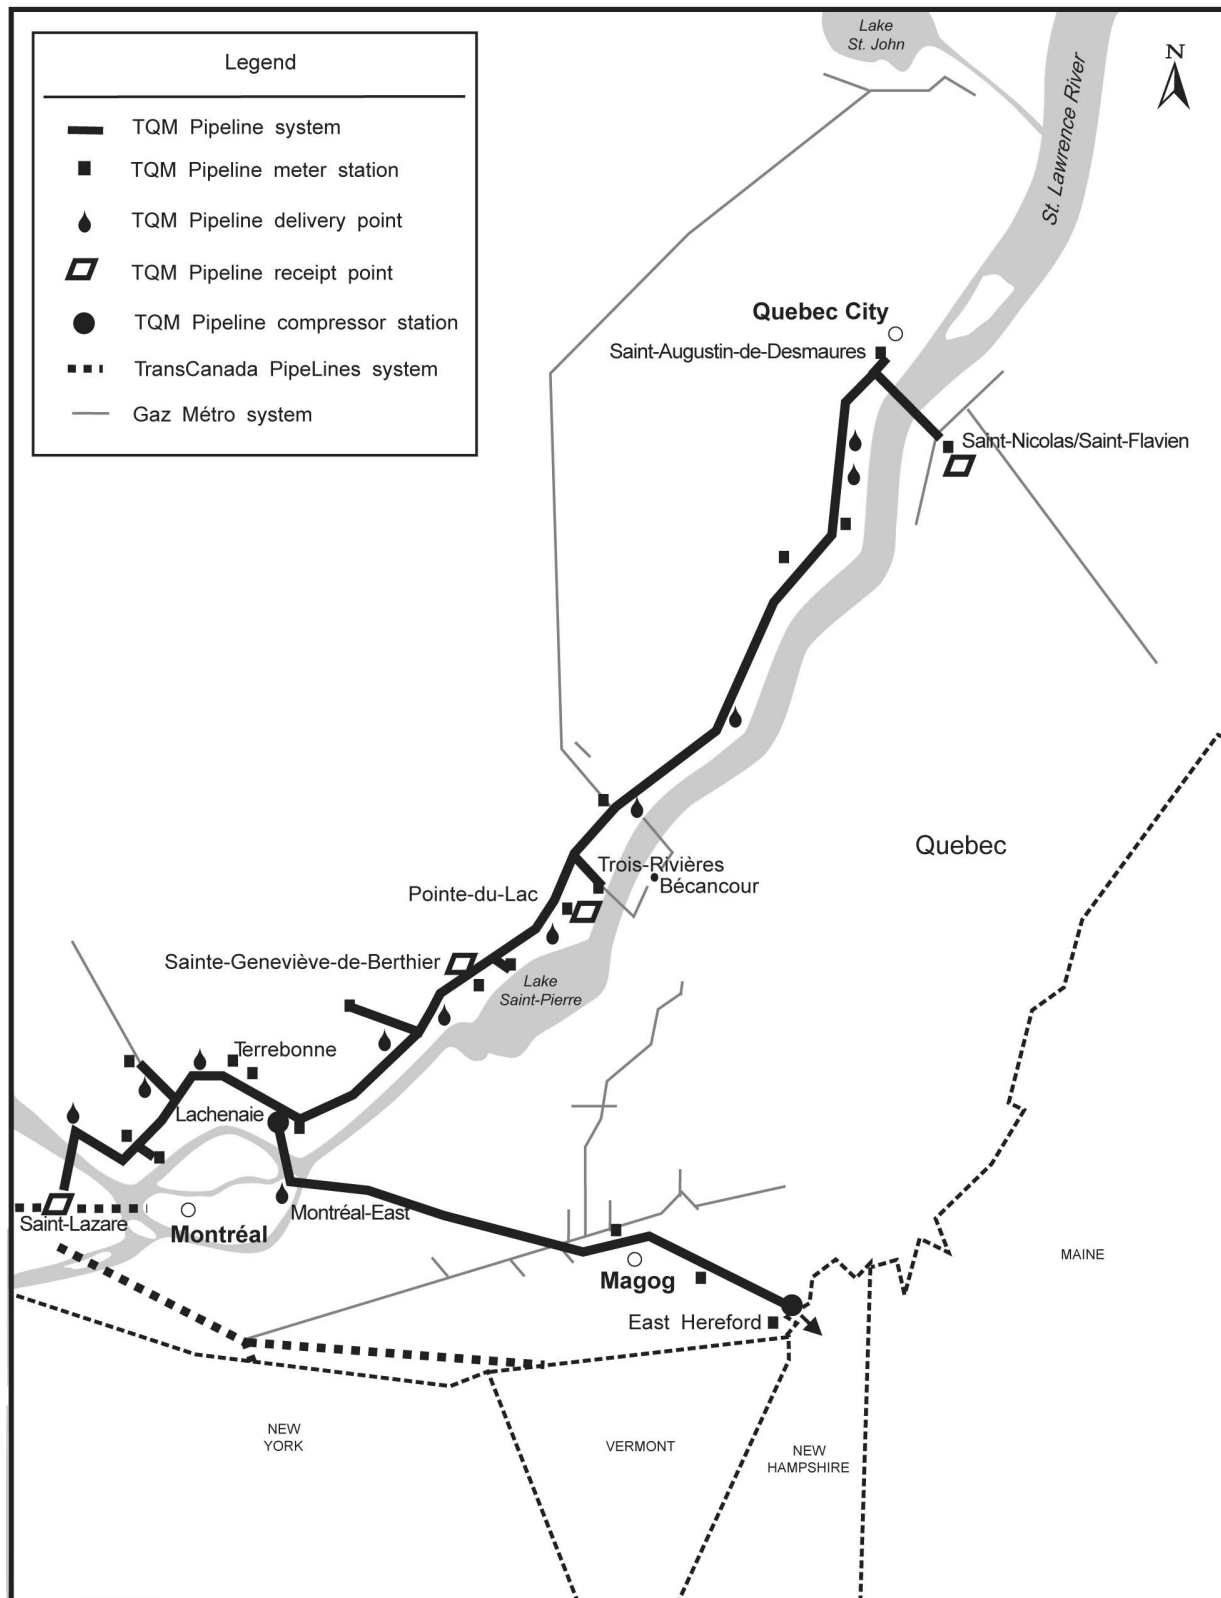 Lake
St. John
N
Legend
TQM Pipeline system
TQM Pipeline meter station
TQM Pipeline delivery point
TQM Pipeline receipt point
TQM Pipeline compressor station
TransCanada PipeLines system
Gaz Métro system
St. Lawrence River
Quebec City
Saint-Augustin-de-Desmaures
Saint-Nicolas/Saint-Flavien
Quebec
Trois-Rivières
Bécancour
Pointe-du-Lac
Sainte-Geneviève-de-Berthier
Lake
Saint-Pierre
Terrebonne
Lachenaie
Saint-Lazare
Montréal
Montréal-East
Magog
East Hereford
MAINE
NEW
YORK
VERMONT
NEW
HAMPSHIRE